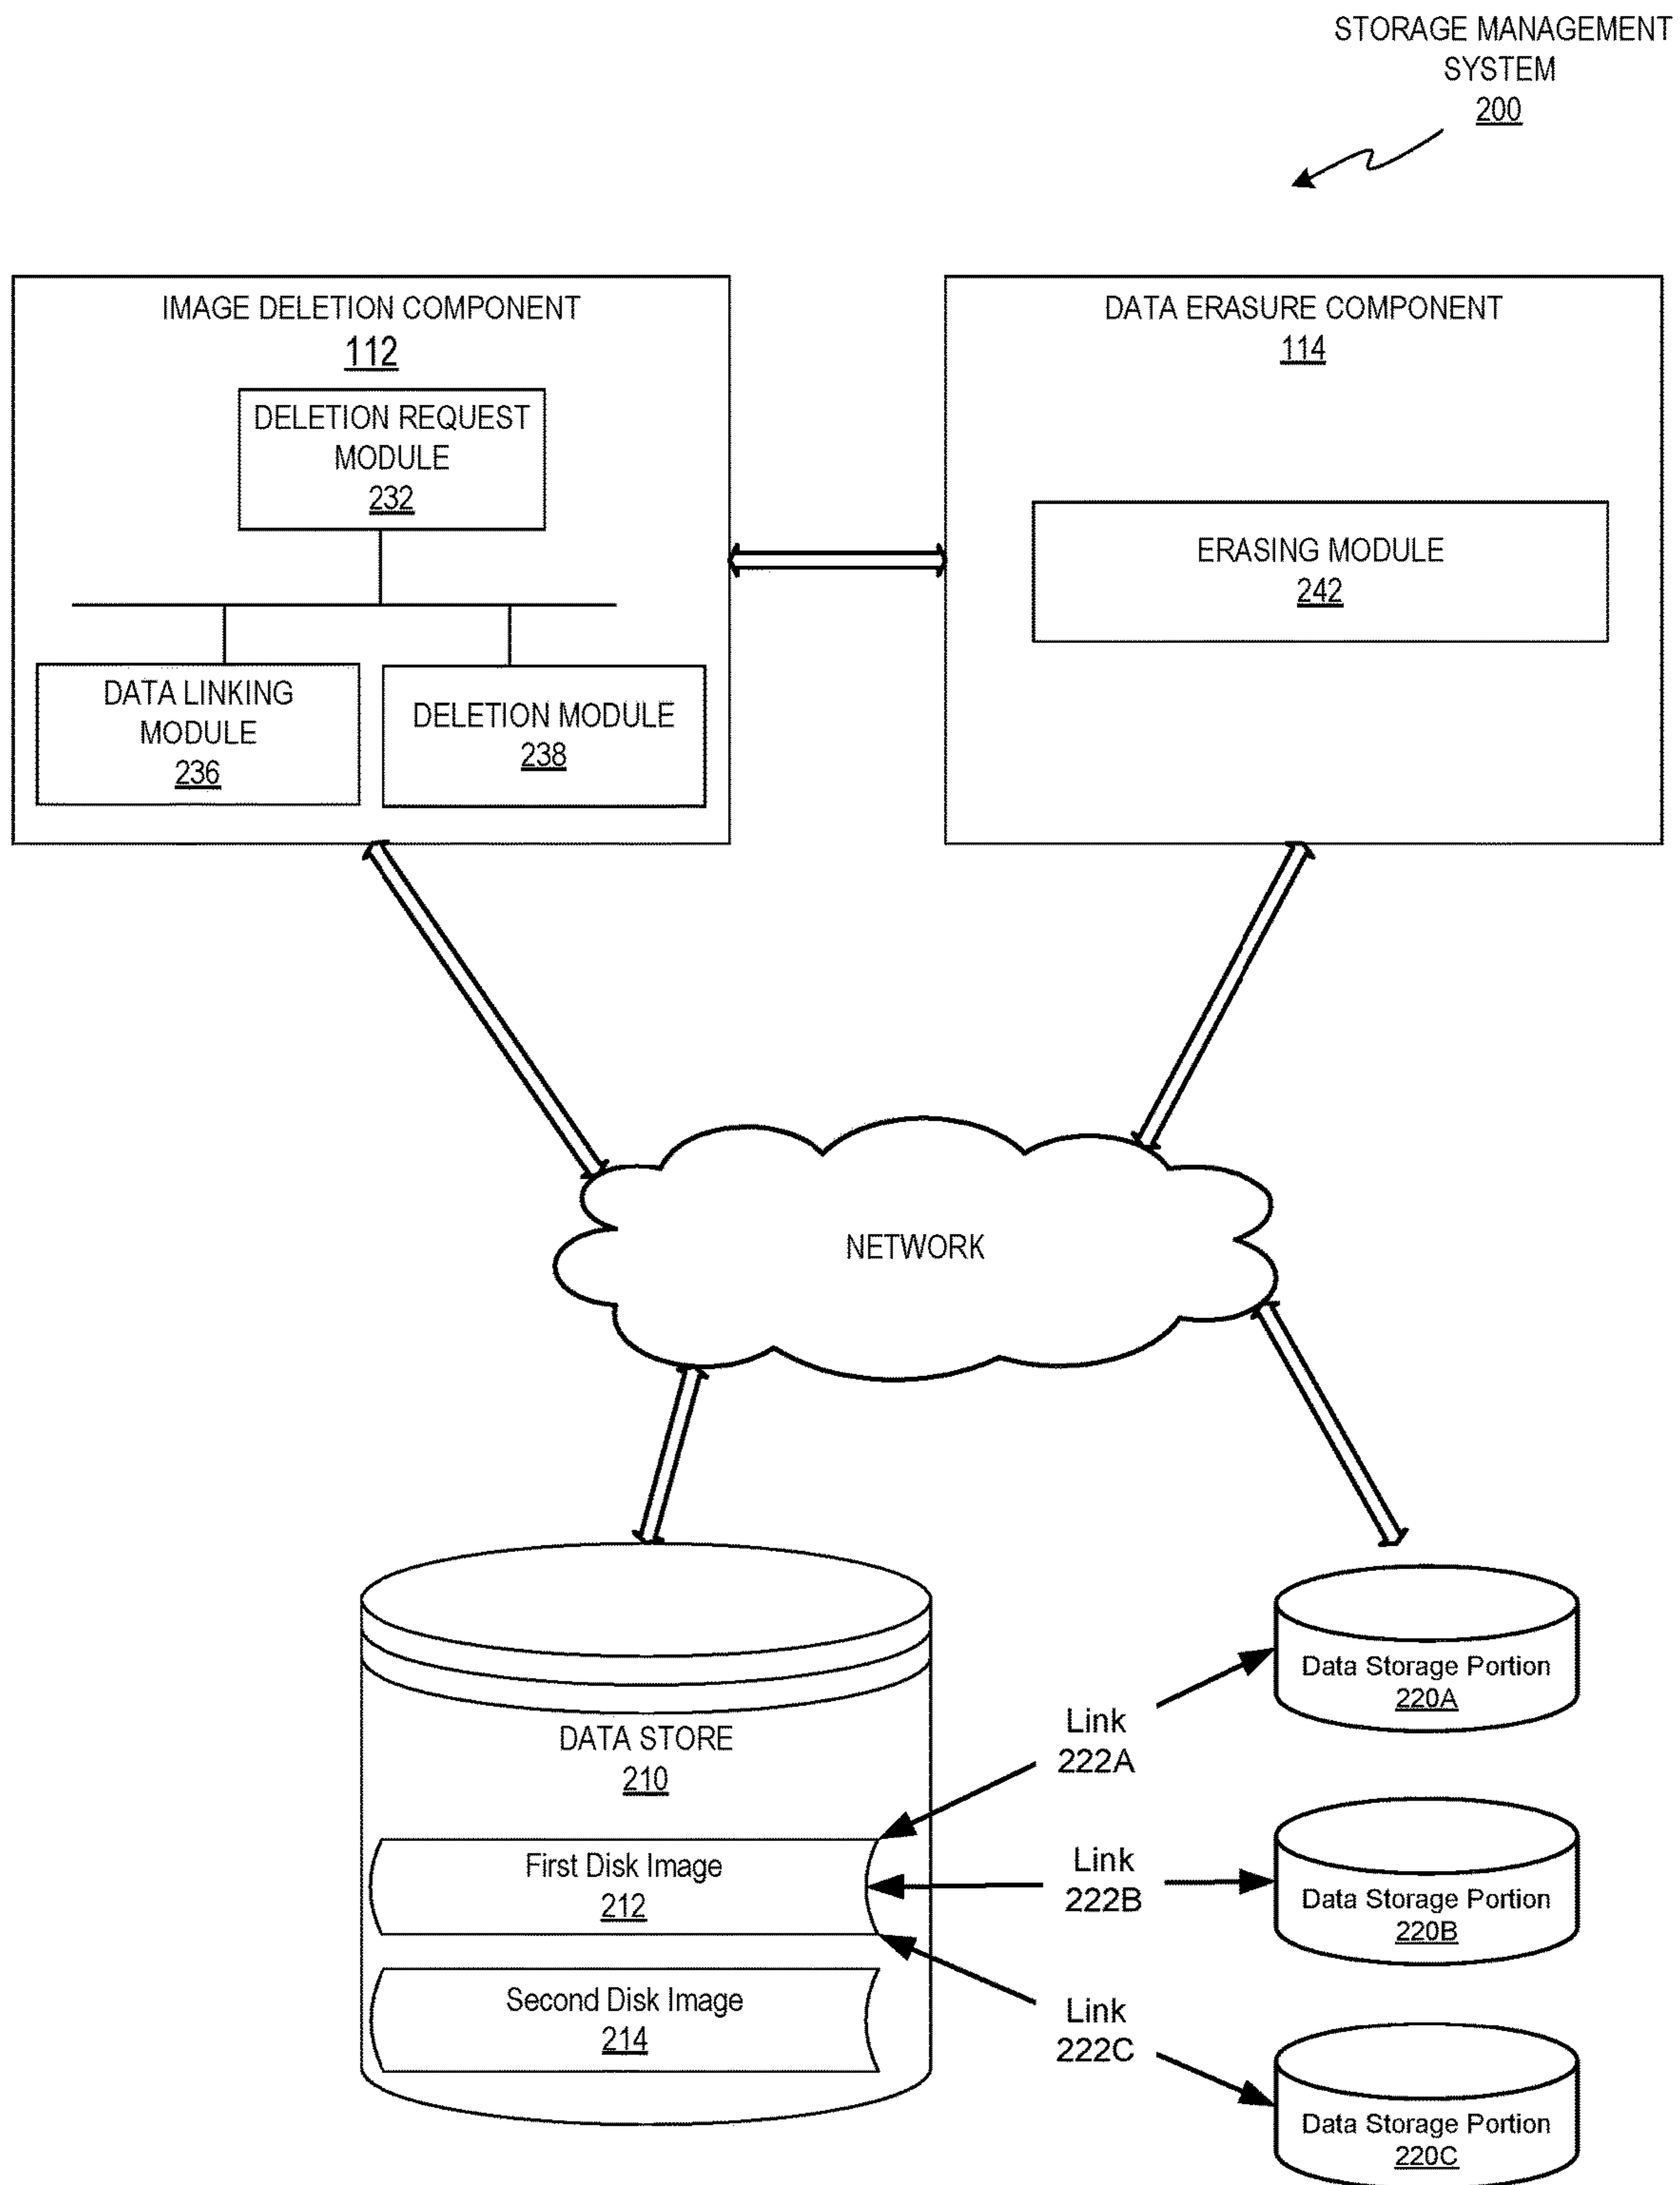 STORAGE MANAGEMENT
SYSTEM
200
IMAGE DELETION COMPONENT
112
DELETION REQUEST
MODULE
232
DATA LINKING
MODULE
236
DELETION MODULE
238
DATA ERASURE COMPONENT
114
ERASING MODULE
242
NETWORK
DATA STORE
210
First Disk Image
212
Second Disk Image
214
Link
222A
Link
222B
Link
222C
Data Storage Portion
220A
Data Storage Portion
220B
Data Storage Portion
220C